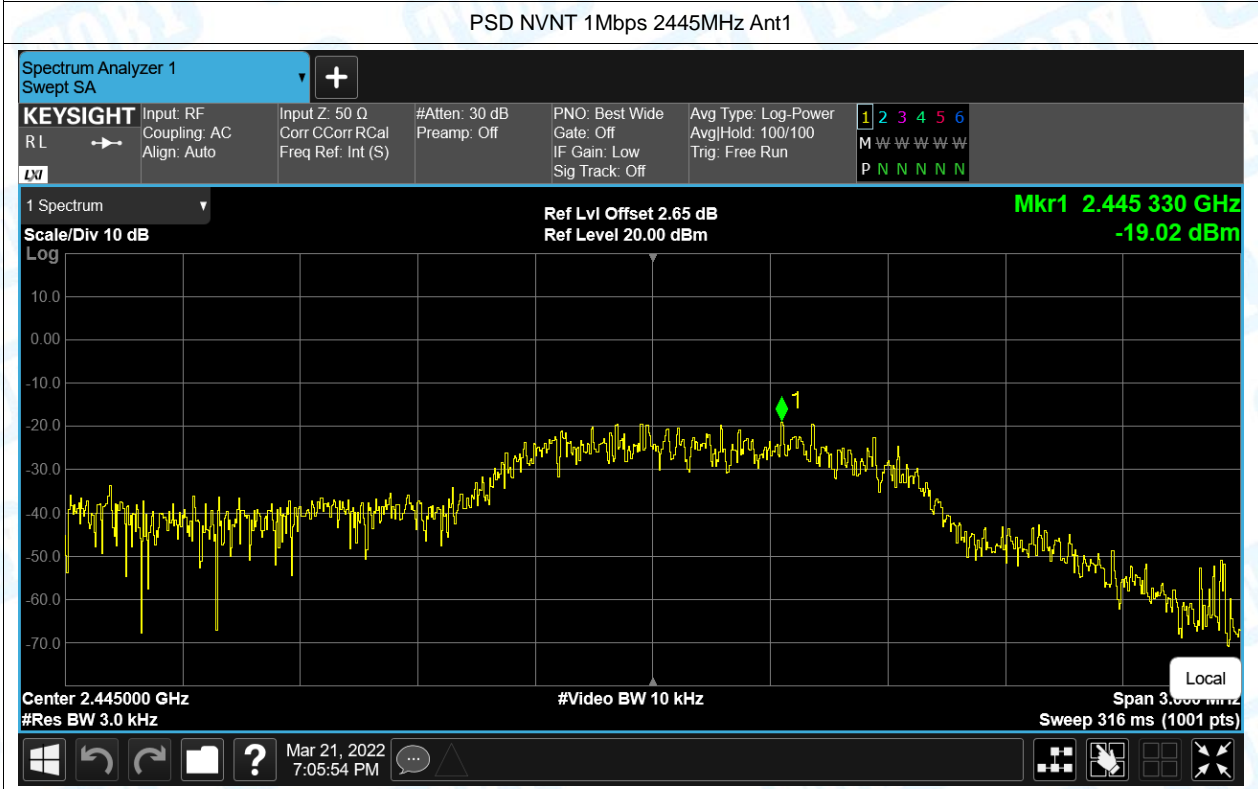 PSD NVNT 1Mbps 2445MHz Ant1
Spectrum Analyzer 1
Swept SA
KEYSIGHT
RL
LXI
Input: RF
Coupling: AC
Align: Auto
Input Z: 50 Ω
Corr CCorr RCal
Freq Ref: Int (S)
#Atten: 30 dB
Preamp: Off
PNO: Best Wide
Gate: Off
IF Gain: Low
Sig Track: Off
Avg Type: Log-Power
Avg|Hold: 100/100
Trig: Free Run
1 2 3 4 5 6
M W W W W W
P N N N N N
1 Spectrum
Scale/Div 10 dB
Log
Ref Lvl Offset 2.65 dB
Ref Level 20.00 dBm
Mkr1 2.445 330 GHz
-19.02 dBm
10.0
0.00
-10.0
1
-20.0
-30.0
-40.0
-50.0
-60.0
-70.0
Local
Center 2.445000 GHz
#Video BW 10 kHz
Span 3.000 MHz
#Res BW 3.0 kHz
Sweep 316 ms (1001 pts)
Mar 21, 2022
7:05:54 PM